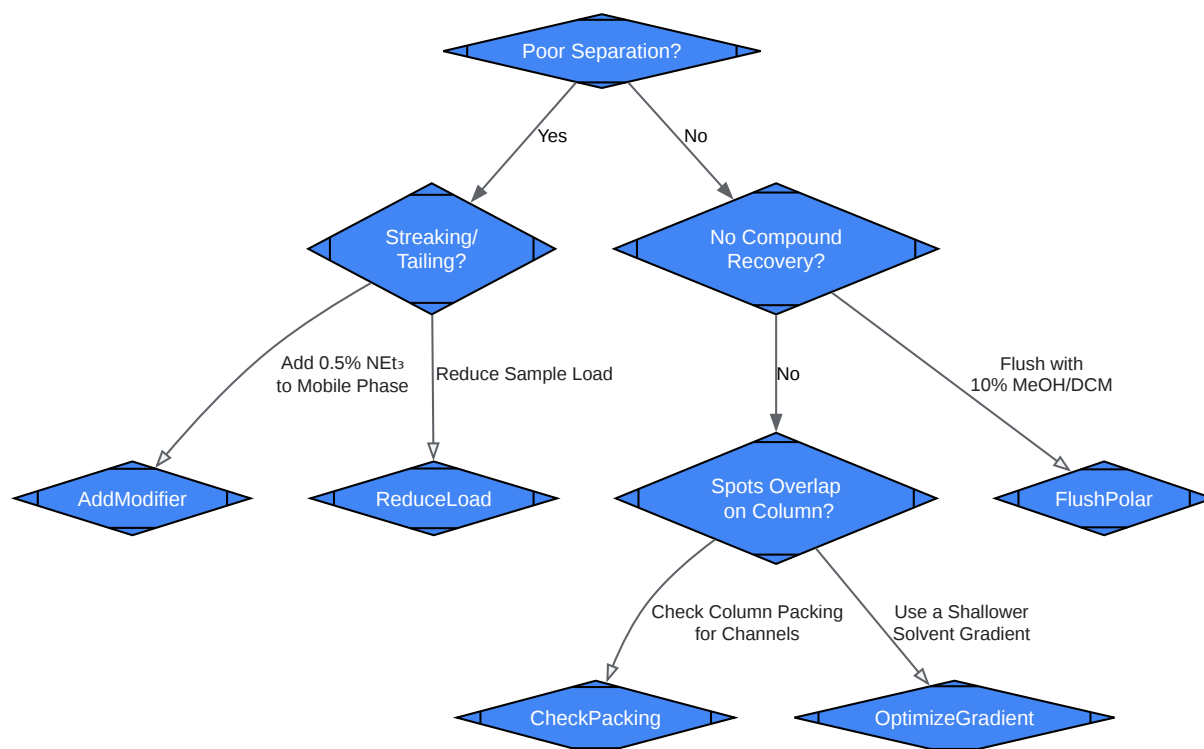 Poor Separation?
Yes
No
Streaking/
Tailing?
No Compound
Recovery?
Add 0.5% NEt₃
to Mobile Phase
Reduce Sample Load
No
Flush with
10% MeOH/DCM
AddModifier
ReduceLoad
Spots Overlap
on Column?
FlushPolar
Check Column Packing
for Channels
Use a Shallower
Solvent Gradient
CheckPacking
OptimizeGradient